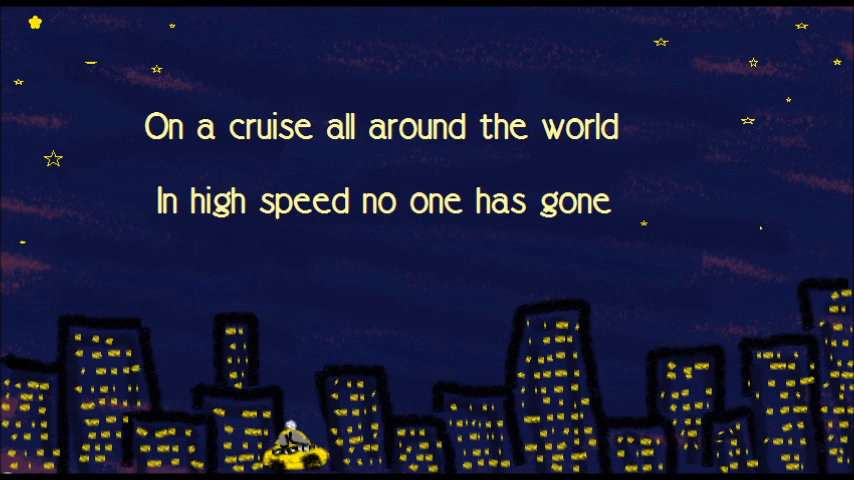 On a cruise all around the world
In high speed no one has gone